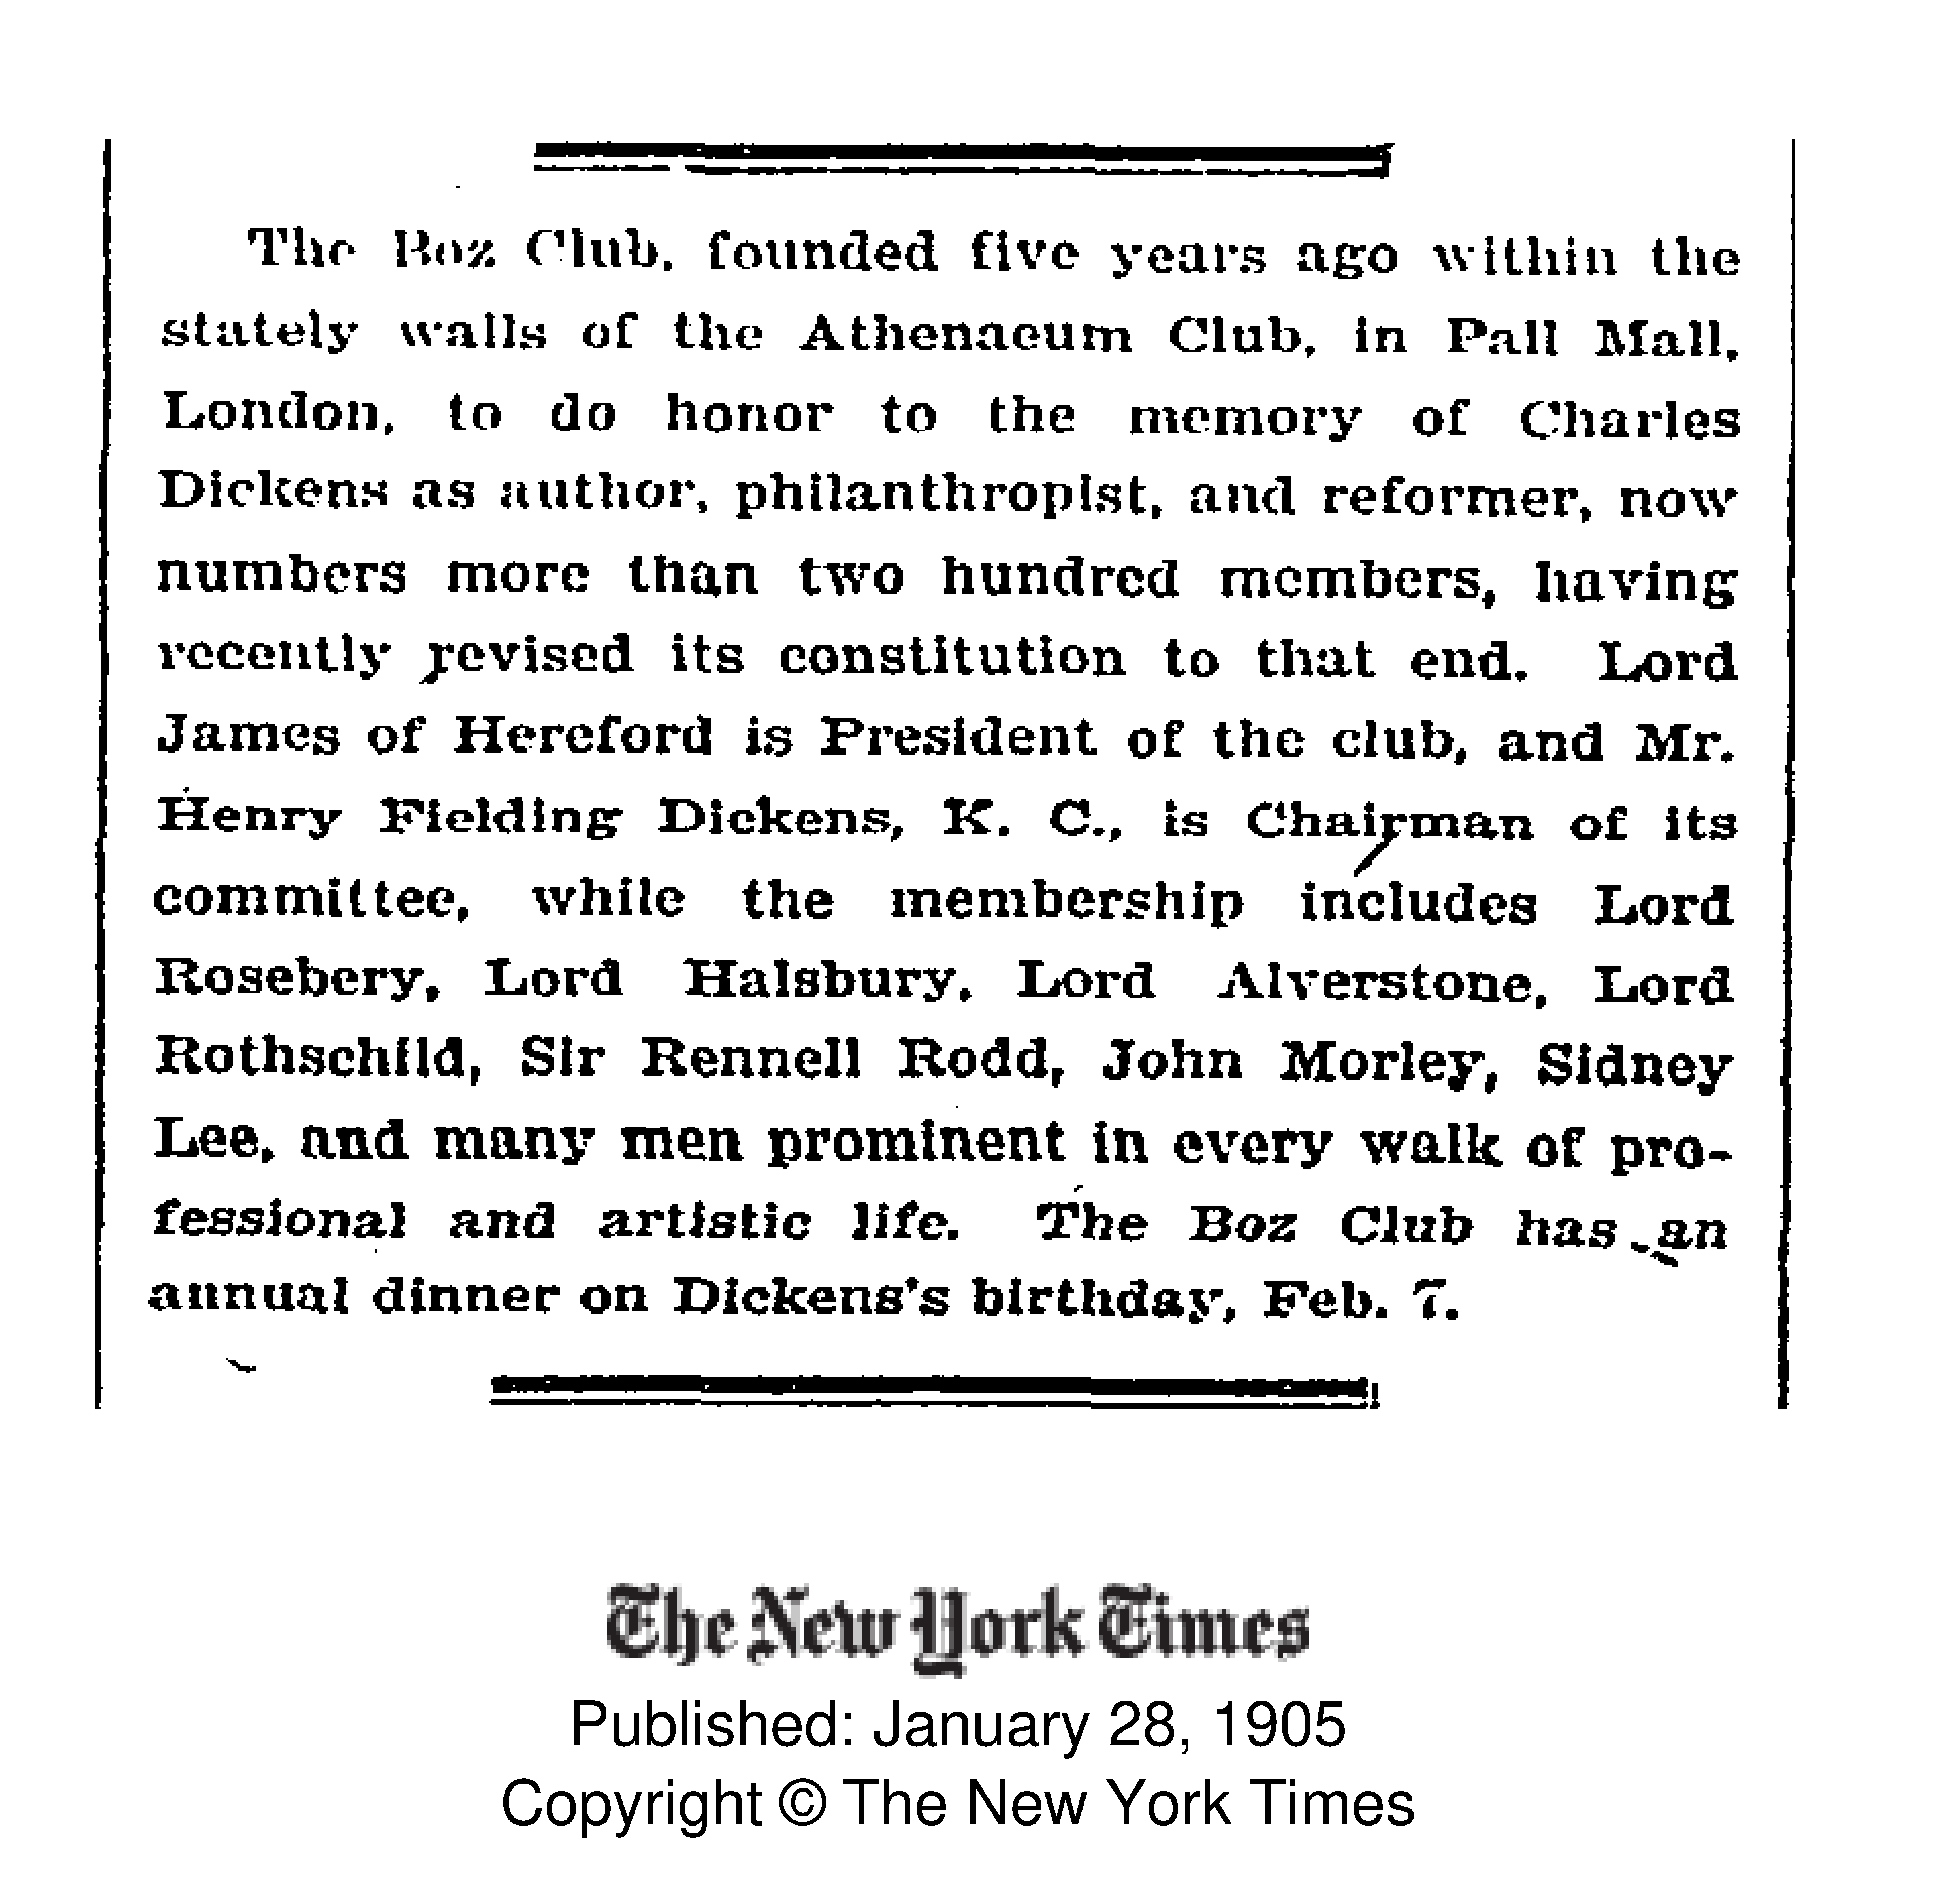 The Boz Club, founded five years ago within the
stately walls of the Athenaeum Club, in Pall Mall,
London, to do honor to the memory of Charles
Dickens as author, philanthropist, and reformer, now
numbers more than two hundred members, having
recently revised its constitution to that end. Lord
James of Hereford is President of the club, and Mr.
Henry Fielding Dickens, K. C., is Chairman of its
committee, while the membership includes Lord
Rosebery, Lord Halsbury, Lord Alverstone, Lord
Rothschild, Sir Rennell Rodd, John Morley, Sidney
Lee, and many men prominent in every walk of pro-
fessional and artistic life. The Boz Club has an
annual dinner on Dickens's birthday, Feb. 7.
The New York Times
Published: January 28, 1905
Copyright © The New York Times